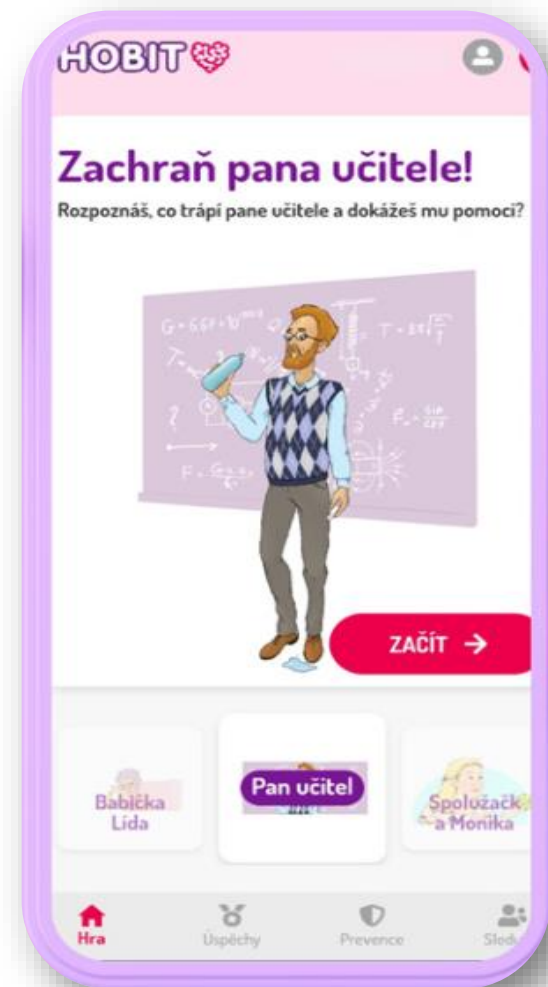 HOBIT
Zachraň pana učitele!
Rozpoznáš, co trápí pane učitele a dokážeš mu pomoci?
?
ZAČÍT →
Babička
Lída
Pan učitel
Spolužačk
a Monika
Hra
Úspěchy
Prevence